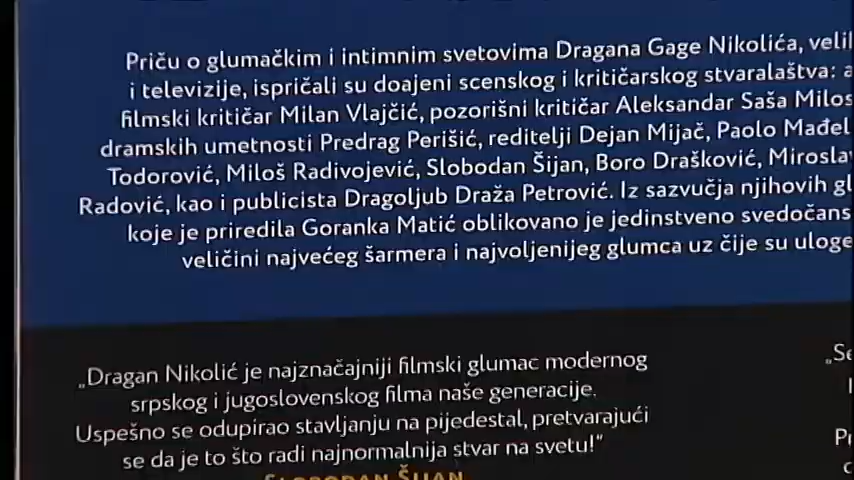 Priču o glumačkim i intimnim svetovima Dragana Gage Nikolića,
i televizije, ispričali su doajeni scenskog i kritičarskog stvaralaštva:
filmski kritičar Milan Vlajčić, pozorišni kritičar Aleksandar Saša
dramskih umetnosti Predrag Perišić, reditelji Dejan Mijač, Paolo
Todorović, Miloš Radivojević, Slobodan Šijan, Boro Drašković,
Radović, kao i publicista Dragoljub Draža Petrović. Iz sazvučja njihovih
koje je priredila Goranka Matić oblikovano je jedinstveno
veličini najvećeg šarmera i najvoljenijeg glumca uz čije su uloge
„Dragan Nikolić je najznačajniji filmski glumac modernog
srpskog i jugoslovenskog filma naše generacije.
Uspešno se odupirao stavljanju na pijedestal, pretvarajući
se da je to što radi najnormalnija stvar na svetu!“
SLOBODAN ŠIJAN